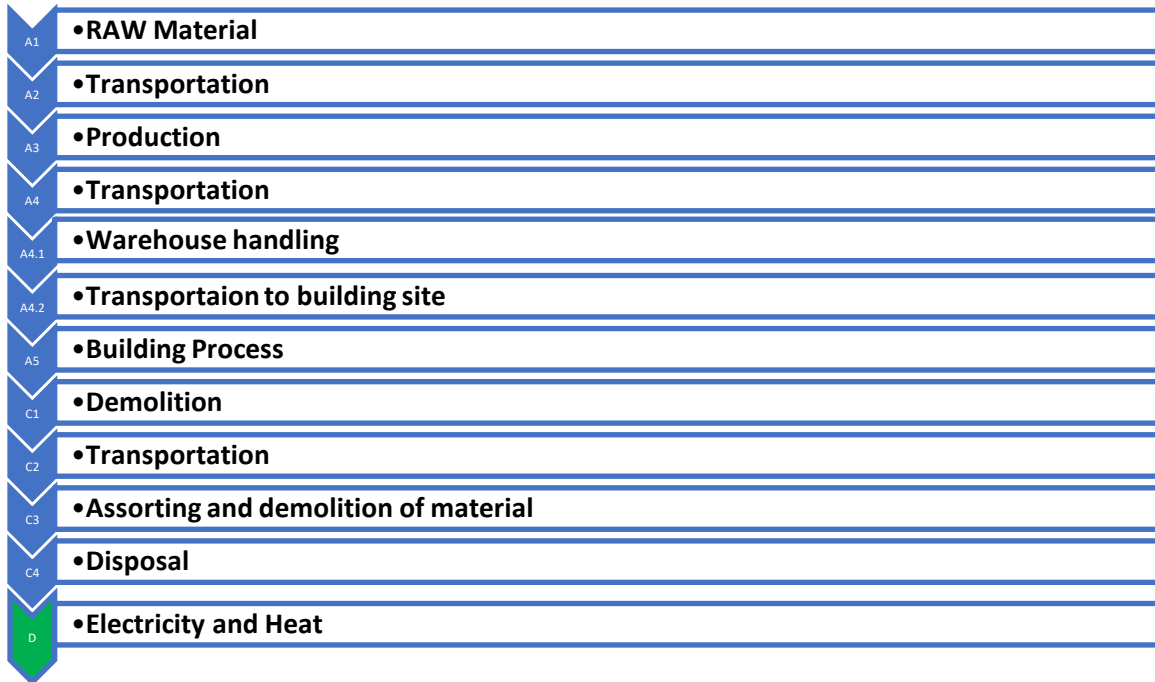 A1 •RAW Material
A2 •Transportation
A3 •Production
A4 •Transportation
A4.1 •Warehouse handling
A4.2 •Transportaion to building site
A5 •Building Process
C1 •Demolition
C2 •Transportation
C3 •Assorting and demolition of material
C4 •Disposal
D •Electricity and Heat